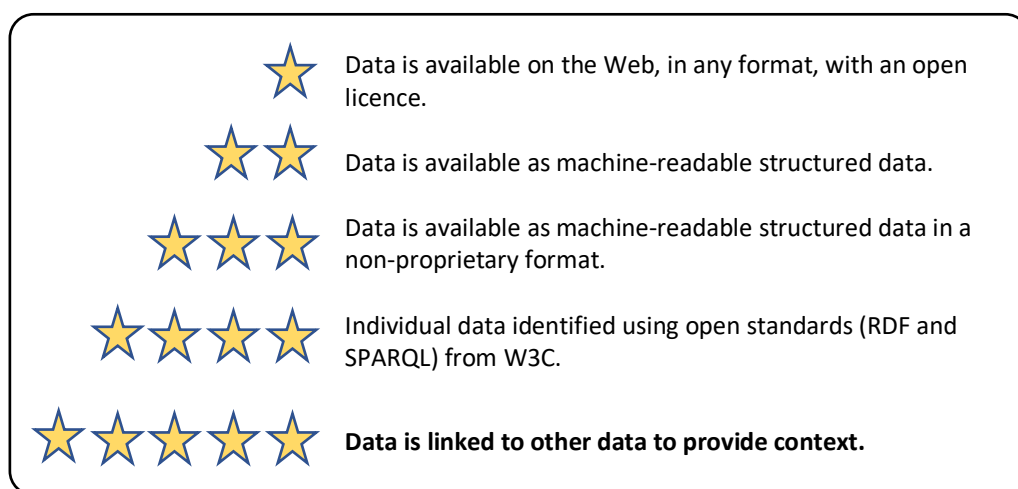 Data is available on the Web, in any format, with an open
licence.
Data is available as machine-readable structured data.
Data is available as machine-readable structured data in a
non-proprietary format.
Individual data identified using open standards (RDF and
SPARQL) from W3C.
Data is linked to other data to provide context.